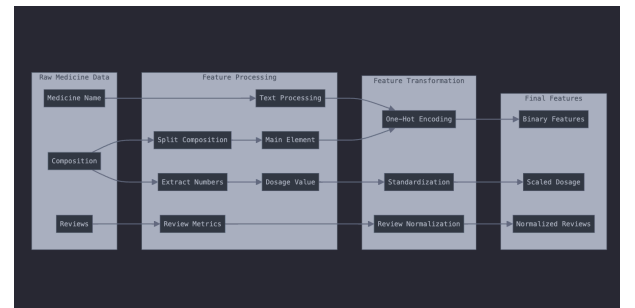 Raw Medicine Data
Medicine Name
Composition
Reviews
Feature Processing
Text Processing
Split Composition
Main Element
Extract Numbers
Dosage Value
Review Metrics
Feature Transformation
One-Hot Encoding
Standardization
Review Normalization
Final Features
Binary Features
Scaled Dosage
Normalized Reviews